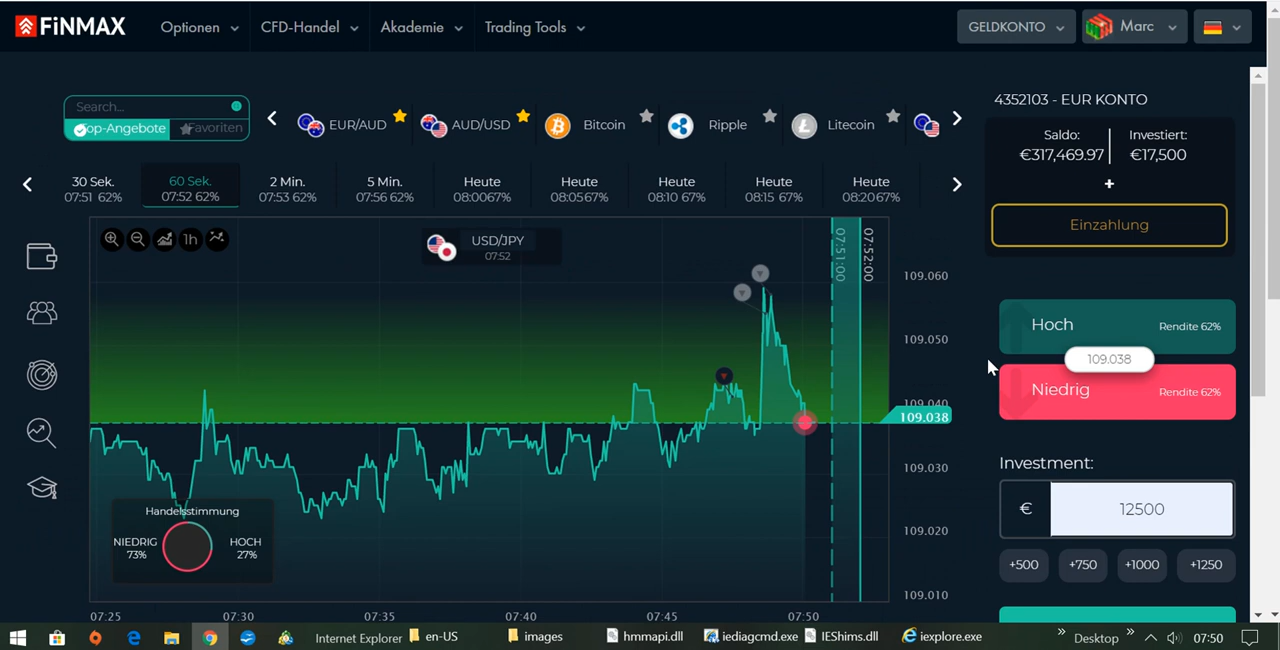 FiNMAX
Optionen
CFD-Handel
Akademie
Trading Tools
GELDKONTO
Marc
Search...
Top-Angebote
Favoriten
EUR/AUD
AUD/USD
Bitcoin
Ripple
Litecoin
4352103 - EUR KONTO
Saldo:
€317,469.97
Investiert:
€17,500
+
Einzahlung
30 Sek.
07:51 62%
60 Sek.
07:52 62%
2 Min.
07:53 62%
5 Min.
07:56 62%
Heute
08:00 67%
Heute
08:05 67%
Heute
08:10 67%
Heute
08:15 67%
Heute
08:20 67%
1h
USD/JPY
07:52
07:51:00
07:52:00
109.060
109.050
109.040
109.038
109.030
109.020
109.010
Handelsstimmung
NIEDRIG
73%
HOCH
27%
07:25
07:30
07:35
07:40
07:45
07:50
Hoch
Rendite 62%
109.038
Niedrig
Rendite 62%
Investment:
€
12500
+500
+750
+1000
+1250
Internet Explorer
en-US
images
hmmapi.dll
iediagcmd.exe
IEShims.dll
iexplore.exe
Desktop
07:50